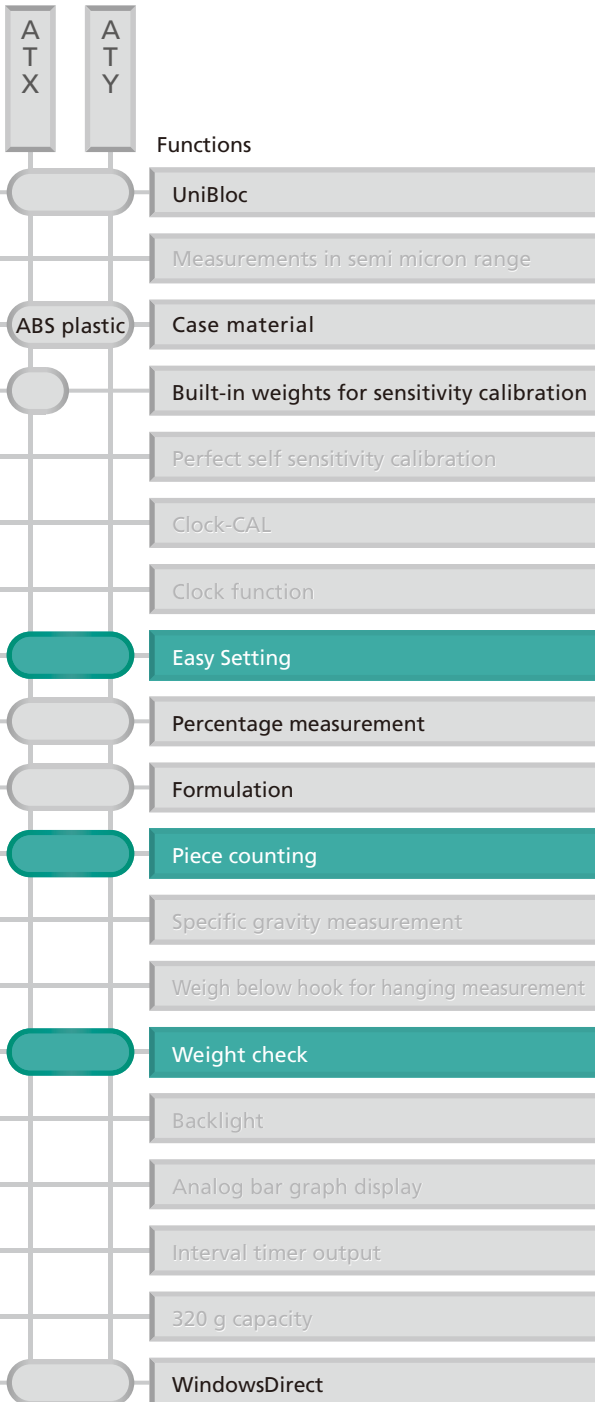 ATX
ATY
Functions
UniBloc
Measurements in semi micron range
ABS plastic
Case material
Built-in weights for sensitivity calibration
Perfect self sensitivity calibration
Clock-CAL
Clock function
Easy Setting
Percentage measurement
Formulation
Piece counting
Specific gravity measurement
Weigh below hook for hanging measurement
Weight check
Backlight
Analog bar graph display
Interval timer output
320 g capacity
WindowsDirect